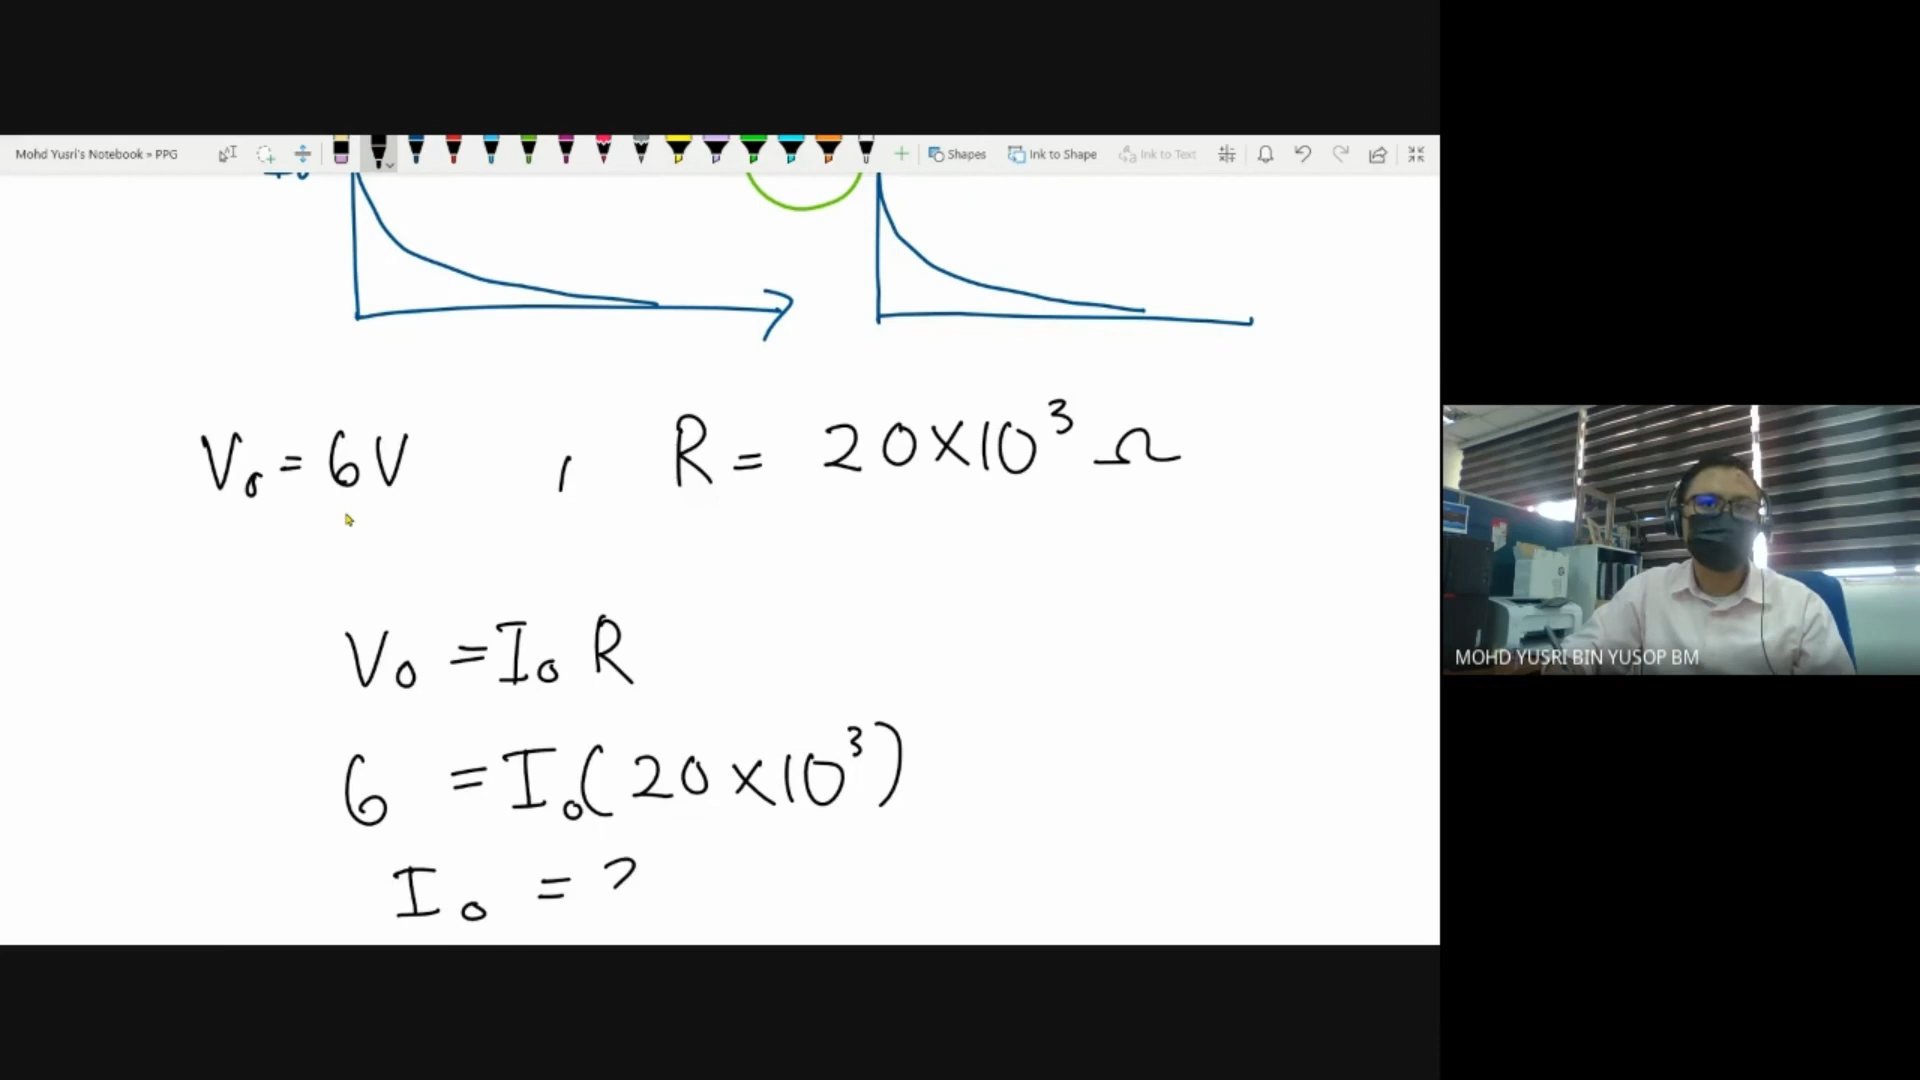 Mohd Yusri's Notebook » PPG
Shapes
Ink to Shape
Ink to Text
V₀ = 6V , R = 20×10³ Ω
V₀ = I₀ R
6 = I₀(20×10³)
I₀ = ?
MOHD YUSRI BIN YUSOP BM